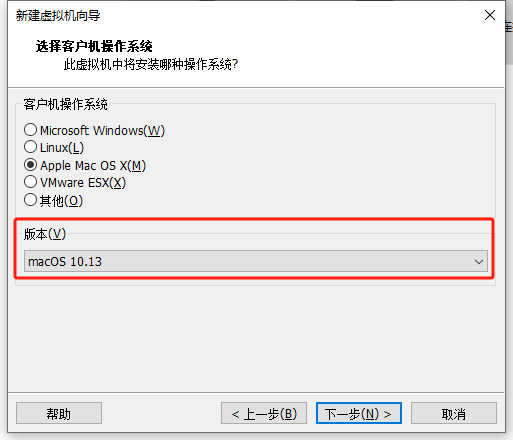 新建虚拟机向导
选择客户机操作系统
此虚拟机中将安装哪种操作系统?
客户机操作系统
Microsoft Windows(W)
Linux(L)
Apple Mac OS X(M)
VMware ESX(X)
其他(O)
版本(V)
macOS 10.13
帮助
< 上一步(B)
下一步(N) >
取消